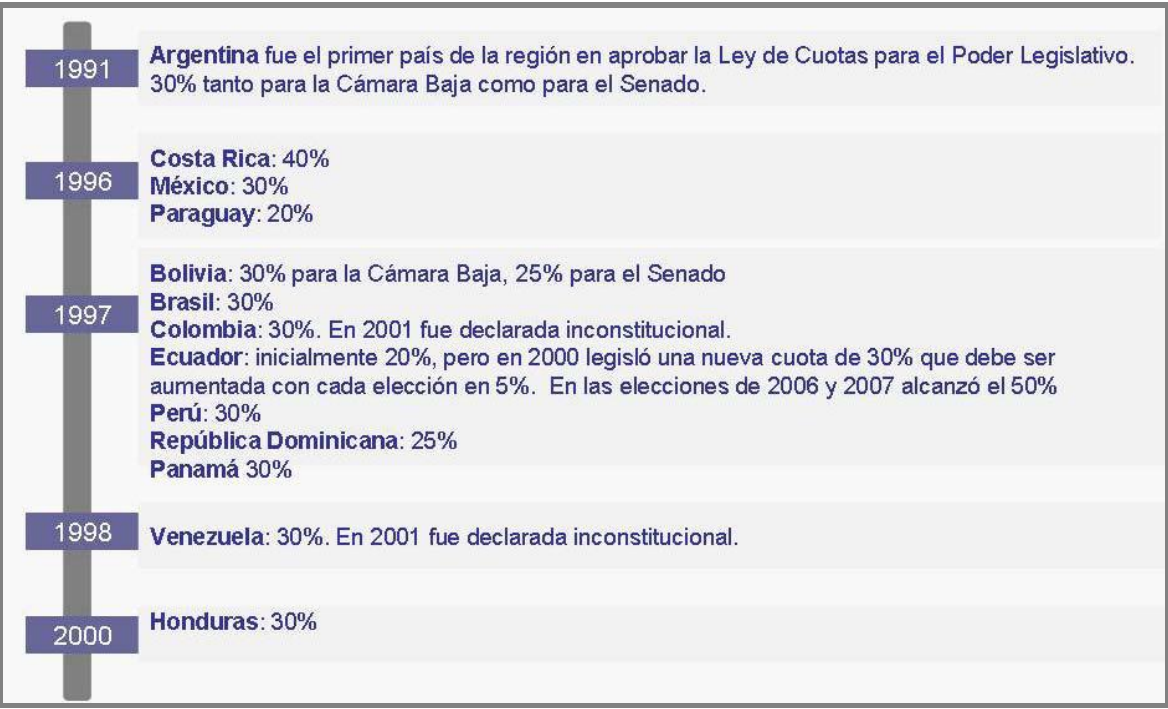 1991
Argentina fue el primer país de la región en aprobar la Ley de Cuotas para el Poder Legislativo.
30% tanto para la Cámara Baja como para el Senado.
1996
Costa Rica: 40%
México: 30%
Paraguay: 20%
1997
Bolivia: 30% para la Cámara Baja, 25% para el Senado
Brasil: 30%
Colombia: 30%. En 2001 fue declarada inconstitucional.
Ecuador: inicialmente 20%, pero en 2000 legisló una nueva cuota de 30% que debe ser
aumentada con cada elección en 5%. En las elecciones de 2006 y 2007 alcanzó el 50%
Perú: 30%
República Dominicana: 25%
Panamá 30%
1998
Venezuela: 30%. En 2001 fue declarada inconstitucional.
2000
Honduras: 30%